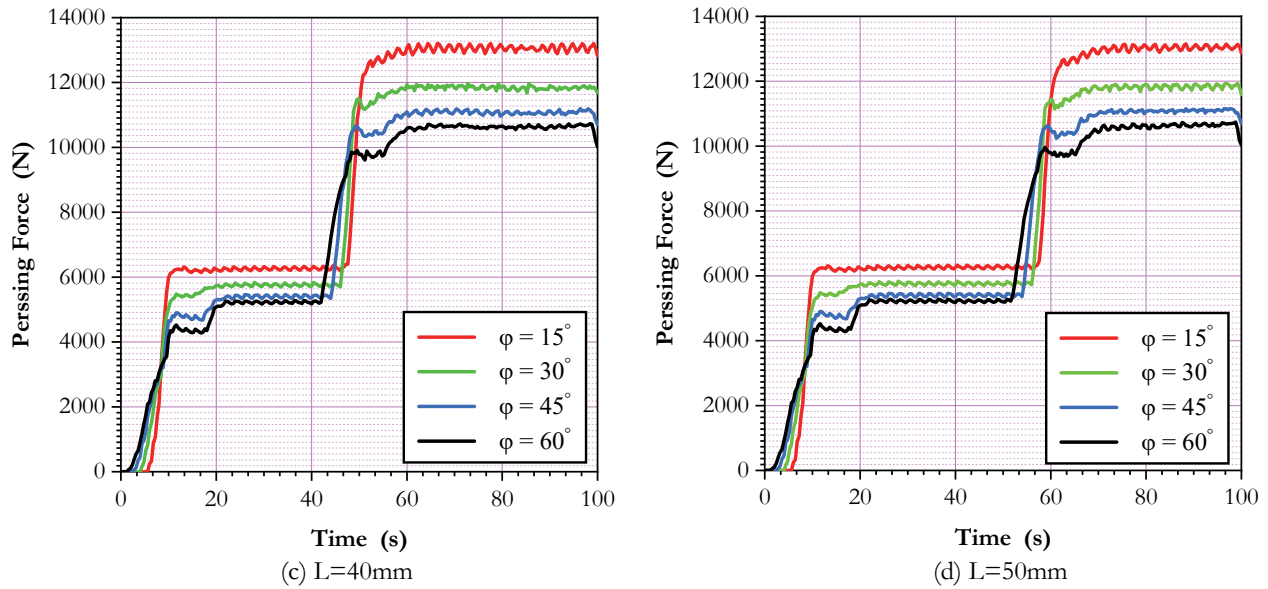 14000
12000
10000
8000
6000
4000
2000
0
Perssing Force (N)
φ = 15°
φ = 30°
φ = 45°
φ = 60°
0 20 40 60 80 100
Time (s)
(c) L=40mm
14000
12000
10000
8000
6000
4000
2000
0
Perssing Force (N)
φ = 15°
φ = 30°
φ = 45°
φ = 60°
0 20 40 60 80 100
Time (s)
(d) L=50mm